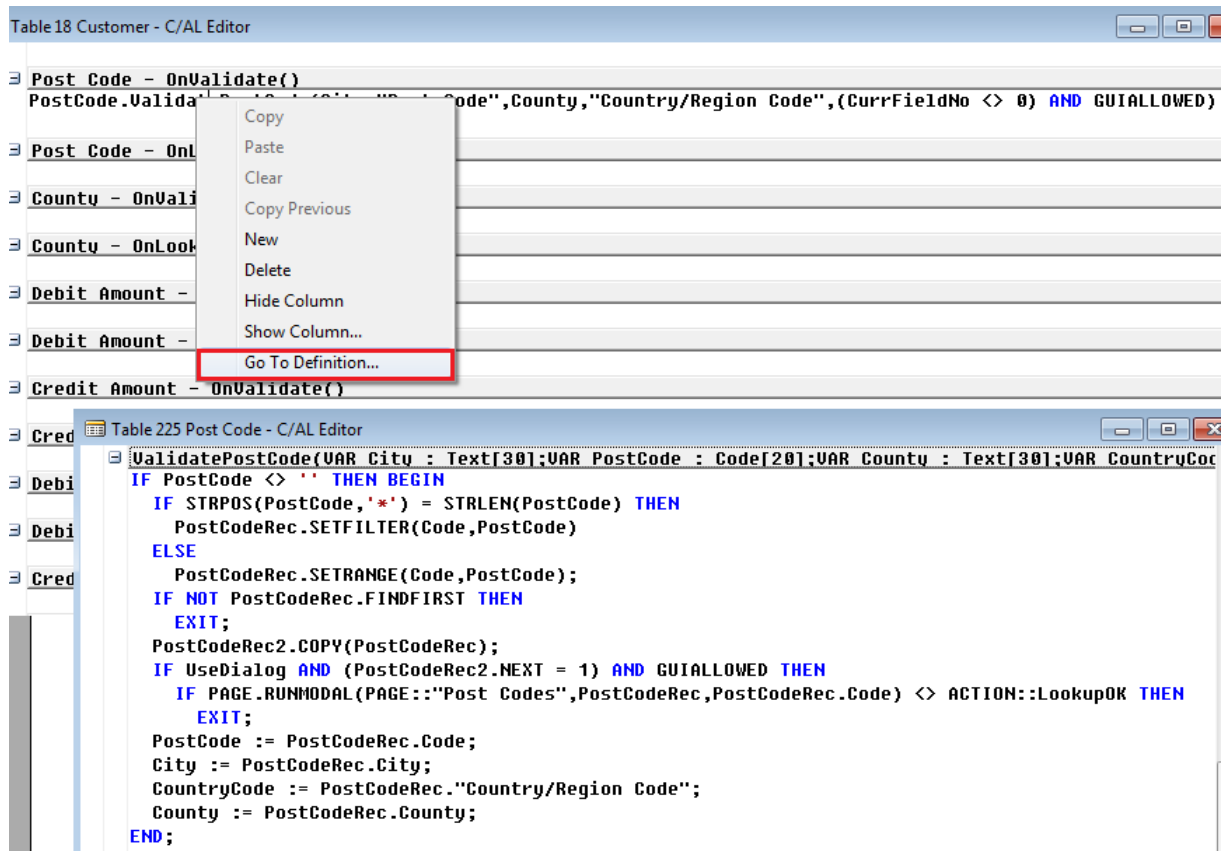 Table 18 Customer - C/AL Editor
Post Code - OnValidate()
PostCode.Validat ode",County,"Country/Region Code",(CurrFieldNo <> 0) AND GUIALLOWED)
Copy
Post Code - OnL
Paste
Clear
County - OnVali
Copy Previous
New
County - OnLook
Delete
Debit Amount -
Hide Column
Show Column...
Debit Amount -
Go To Definition...
Credit Amount - OnValidate()
Cred
Debi
Debi
Cred
Table 225 Post Code - C/AL Editor
ValidatePostCode(VAR City : Text[30];VAR PostCode : Code[20];VAR County : Text[30];VAR CountryCod
IF PostCode <> '' THEN BEGIN
IF STRPOS(PostCode,'*') = STRLEN(PostCode) THEN
PostCodeRec.SETFILTER(Code,PostCode)
ELSE
PostCodeRec.SETRANGE(Code,PostCode);
IF NOT PostCodeRec.FINDFIRST THEN
EXIT;
PostCodeRec2.COPY(PostCodeRec);
IF UseDialog AND (PostCodeRec2.NEXT = 1) AND GUIALLOWED THEN
IF PAGE.RUNMODAL(PAGE::"Post Codes",PostCodeRec,PostCodeRec.Code) <> ACTION::LookupOK THEN
EXIT;
PostCode := PostCodeRec.Code;
City := PostCodeRec.City;
CountryCode := PostCodeRec."Country/Region Code";
County := PostCodeRec.County;
END;